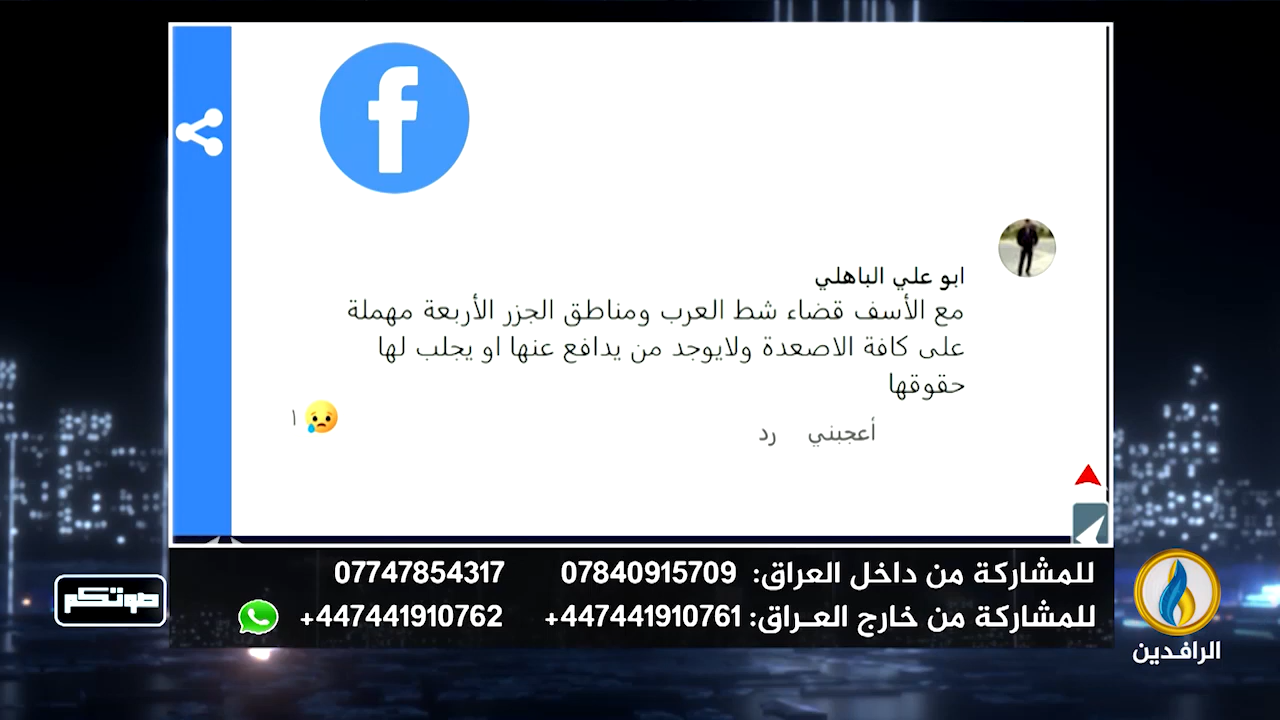 ابو علي الباهلي
مع الأسف قضاء شط العرب ومناطق الجزر الأربعة مهملة
على كافة الاصعدة ولايوجد من يدافع عنها او يجلب لها
حقوقها
أعجبني رد
١
للمشاركة من داخل العراق: 07840915709 07747854317
للمشاركة من خارج العـراق: 447441910761+ 447441910762+
صوتكم
الرافدين